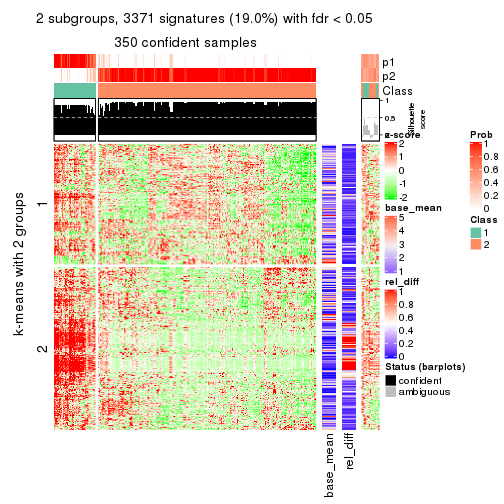 2 subgroups, 3371 signatures (19.0%) with fdr < 0.05
350 confident samples
p1
p2
Class
1
0.5
0
Silhouette
score
k-means with 2 groups
1
2
base_mean
rel_diff
z-score
2
1
0
-1
-2
base_mean
5
4
3
2
1
rel_diff
1
0.8
0.6
0.4
0.2
0
Status (barplots)
confident
ambiguous
Prob
1
0.8
0.6
0.4
0.2
0
Class
1
2